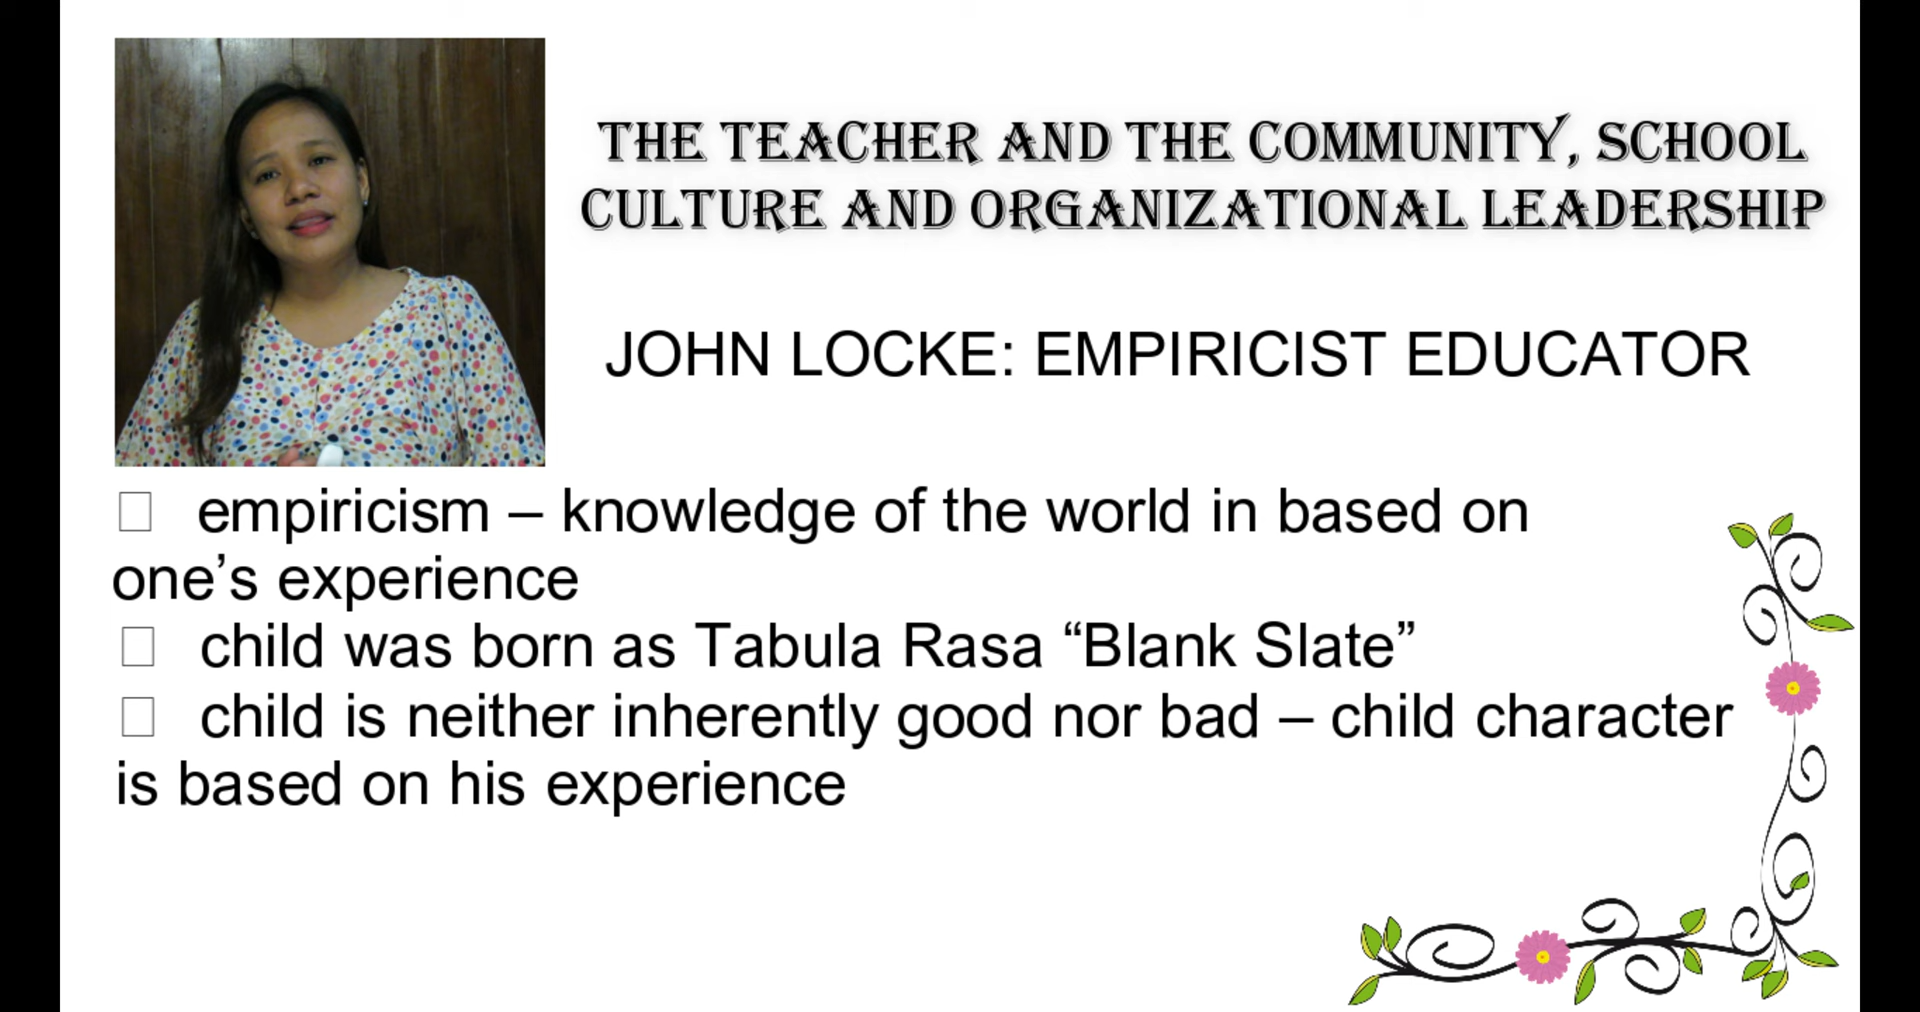 THE TEACHER AND THE COMMUNITY, SCHOOL
CULTURE AND ORGANIZATIONAL LEADERSHIP
JOHN LOCKE: EMPIRICIST EDUCATOR
empiricism – knowledge of the world in based on
one’s experience
child was born as Tabula Rasa “Blank Slate”
child is neither inherently good nor bad – child character
is based on his experience